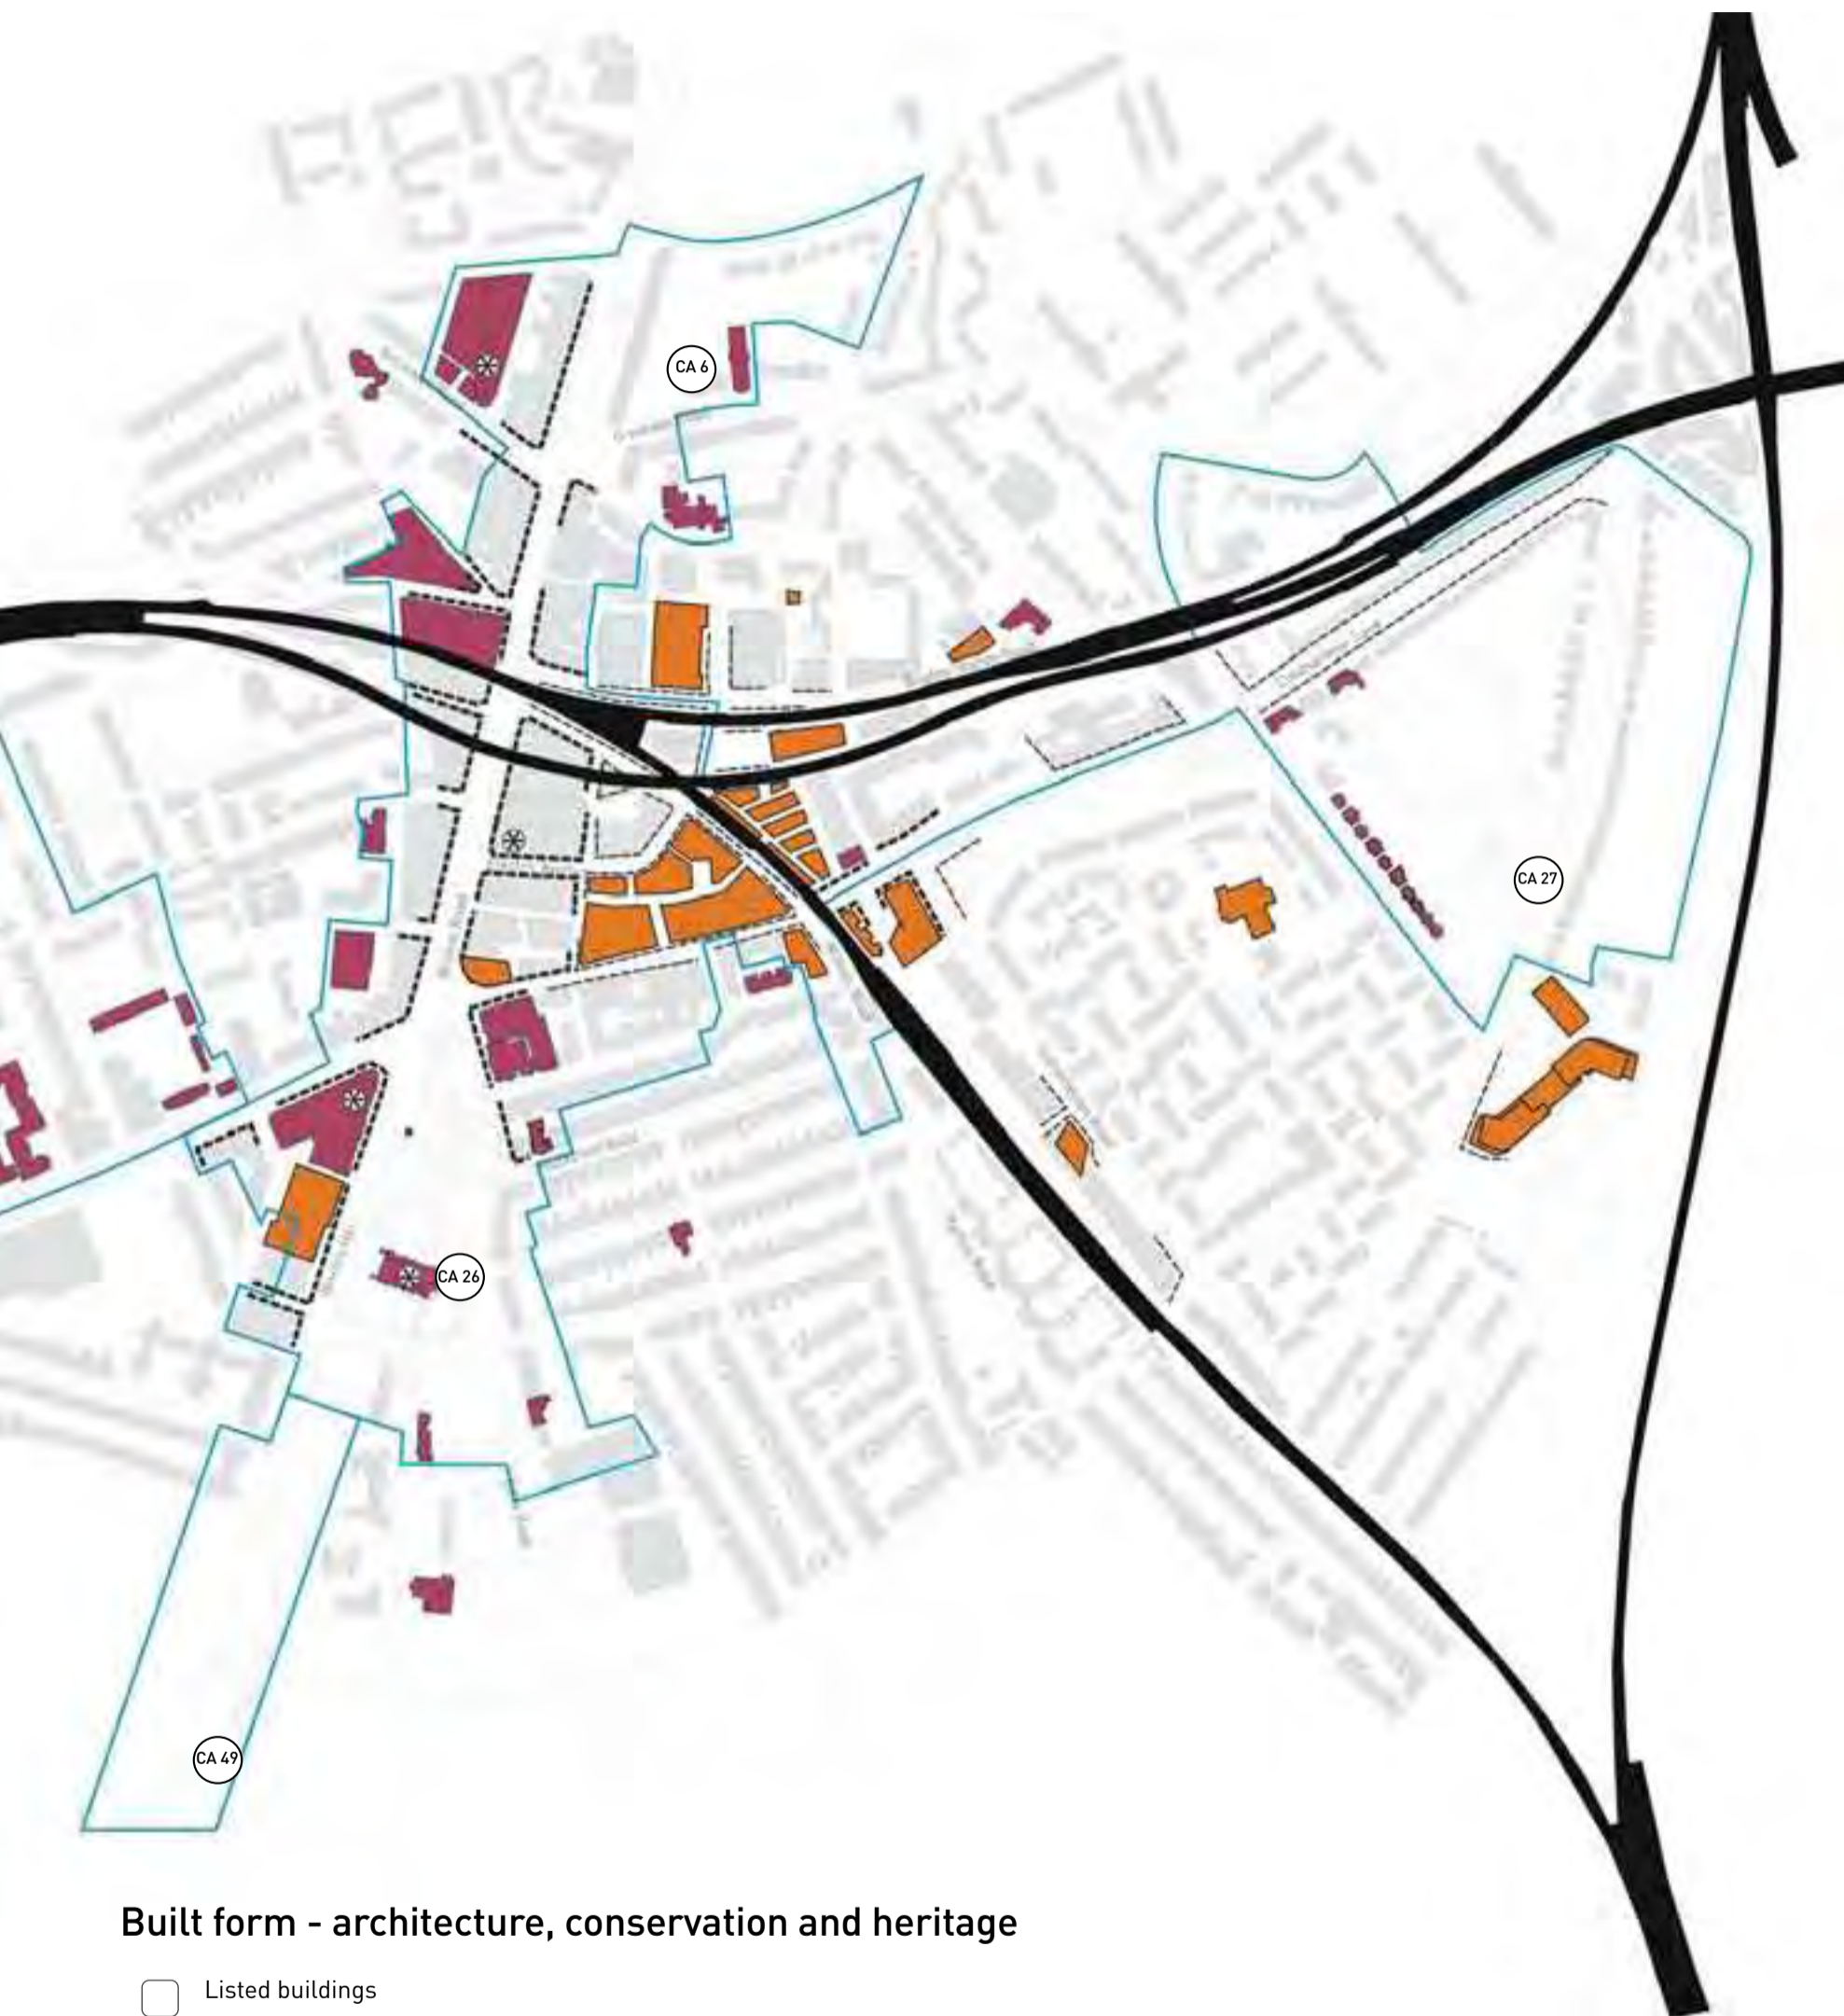 CA 6
CA 27
CA 26
CA 49
Built form - architecture, conservation and heritage
Listed buildings